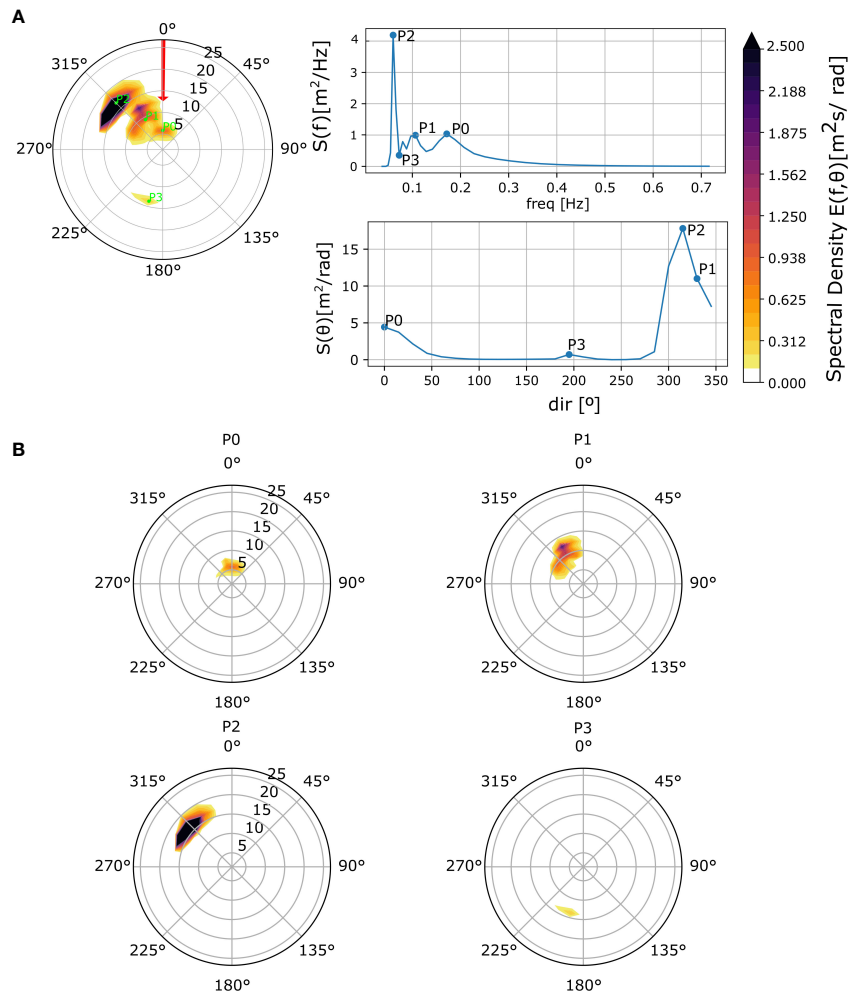 A
0°
45°
90°
135°
180°
225°
270°
315°
25
20
15
10
5
P2
P1
P0
P3
S(f)[m²/Hz]
4
3
2
1
0
P2
P1
P0
P3
0.1 0.2 0.3 0.4 0.5 0.6 0.7
freq [Hz]
S(θ)[m²/rad]
15
10
5
0
P0
P3
P2
P1
0 50 100 150 200 250 300 350
dir [º]
2.500
2.188
1.875
1.562
1.250
0.938
0.625
0.312
0.000
Spectral Density E(f,θ)[m²s/ rad]
B
P0
0°
45°
90°
135°
180°
225°
270°
315°
25
20
15
10
5
P1
0°
45°
90°
135°
180°
225°
270°
315°
P2
0°
45°
90°
135°
180°
225°
270°
315°
25
20
15
10
5
P3
0°
45°
90°
135°
180°
225°
270°
315°